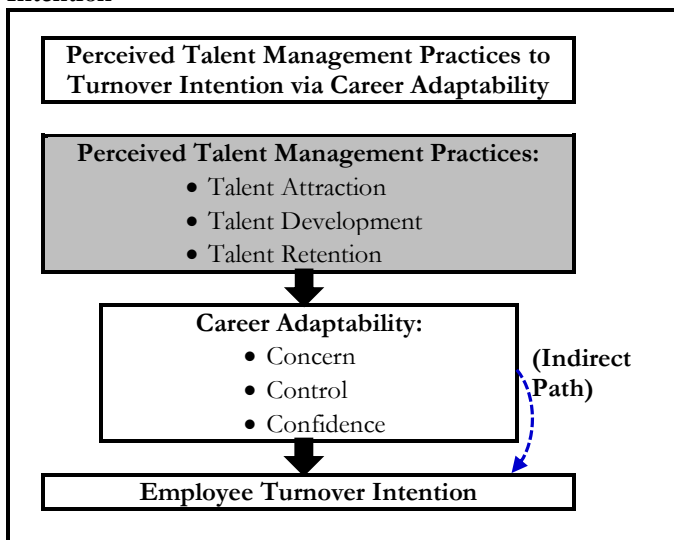 Intention
Perceived Talent Management Practices to
Turnover Intention via Career Adaptability
Perceived Talent Management Practices:
• Talent Attraction
• Talent Development
• Talent Retention
Career Adaptability:
• Concern
• Control
• Confidence
(Indirect
Path)
Employee Turnover Intention